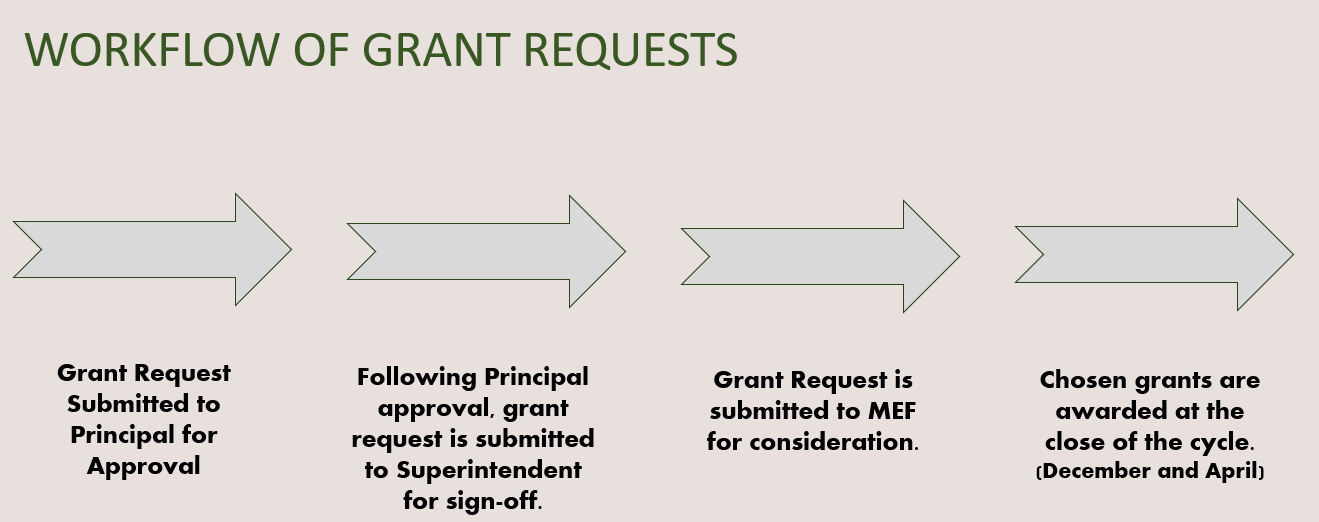 WORKFLOW OF GRANT REQUESTS
Grant Request
Submitted to
Principal for
Approval
Following Principal
approval, grant
request is submitted
to Superintendent
for sign-off.
Grant Request is
submitted to MEF
for consideration.
Chosen grants are
awarded at the
close of the cycle.
(December and April)